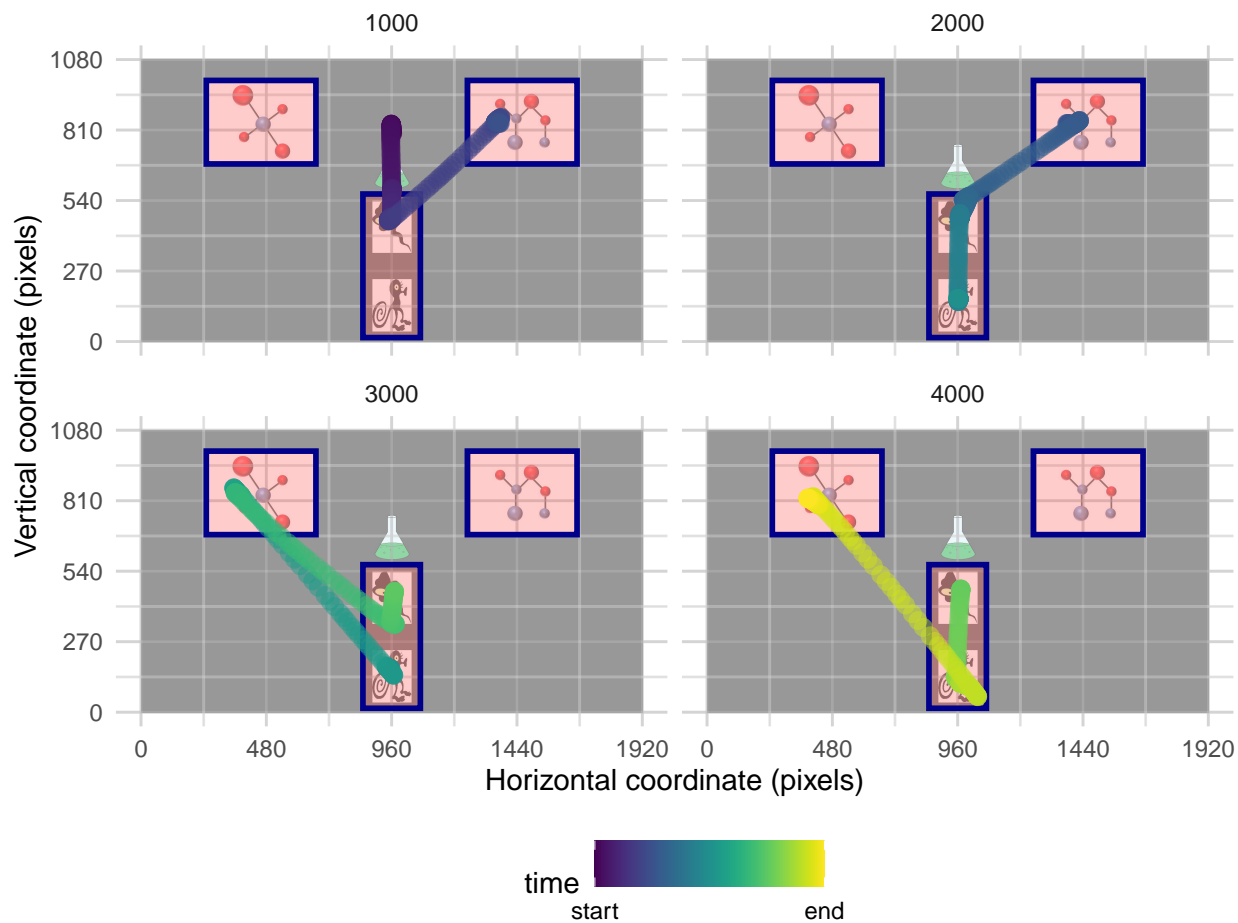 1000 2000
1080
810
540
270
0
3000 4000
1080
810
540
270
0
0 480 960 1440 1920 0 480 960 1440 1920
Vertical coordinate (pixels)
Horizontal coordinate (pixels)
time
start end